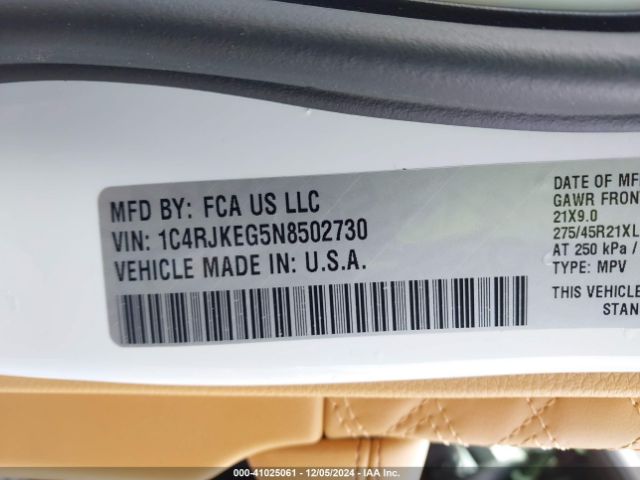 MFD BY: FCA US LLC
VIN: 1C4RJKEG5N8502730
VEHICLE MADE IN: U.S.A.
DATE OF MF
GAWR FRON
21X9.0
275/45R21XL
AT 250 kPa /
TYPE: MPV
THIS VEHICLE
STAN
000-41025061 - 12/05/2024 - IAA Inc.